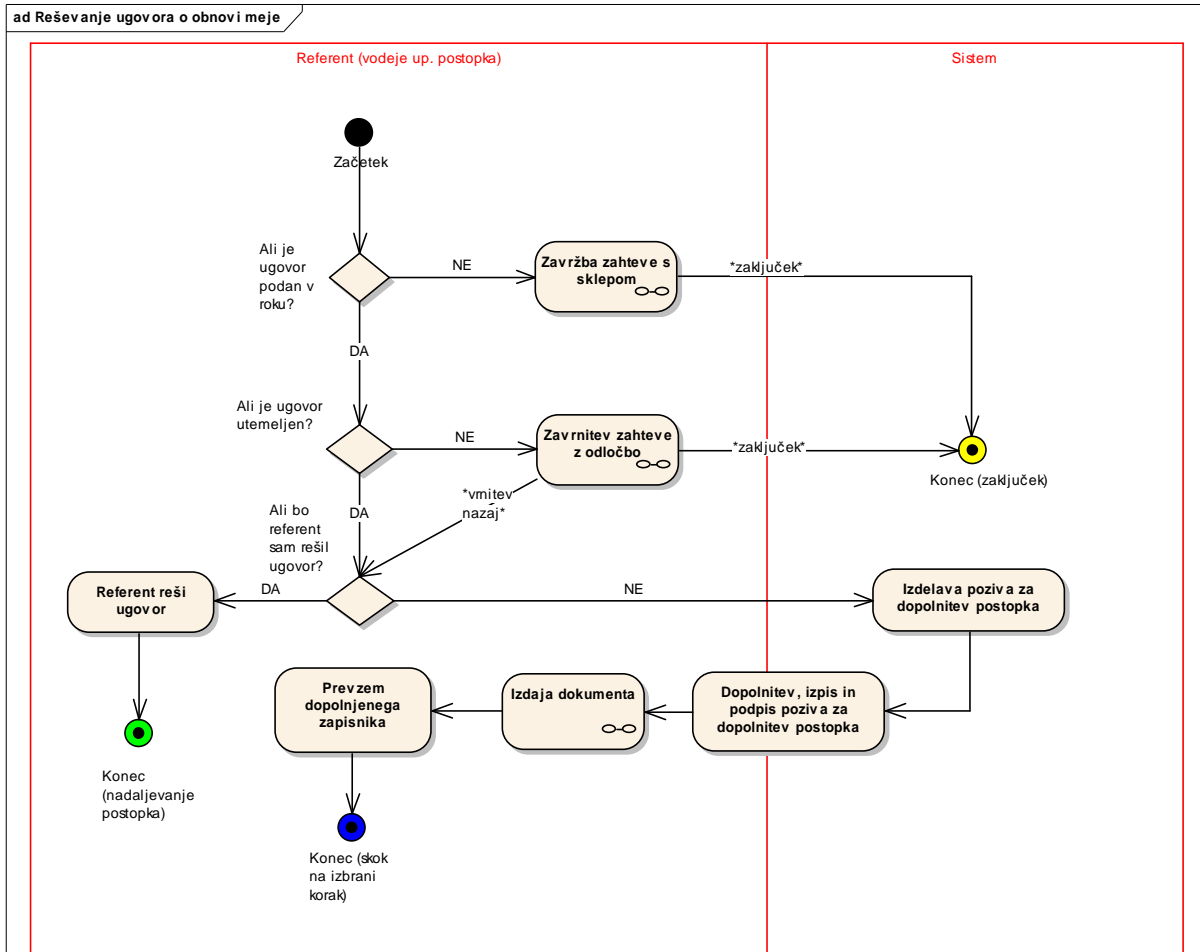 ad Reševanje ugovora o obnovi meje
Referent (vodeje up. postopka)
Sistem
Začetek
Ali je
ugovor
podan v
roku?
NE
Zavržba zahteve s
sklepom
*zaključek*
DA
Ali je ugovor
utemeljen?
NE
Zavrnitev zahteve
z odločbo
*zaključek*
Konec (zaključek)
*vrnitev
nazaj*
DA
Ali bo
referent
sam rešil
ugovor?
DA
NE
Referent reši
ugovor
Izdelava poziva za
dopolnitev postopka
Prevzem
dopolnjenega
zapisnika
Izdaja dokumenta
Dopolnitev, izpis in
podpis poziva za
dopolnitev postopka
Konec
(nadaljevanje
postopka)
Konec (skok
na izbrani
korak)